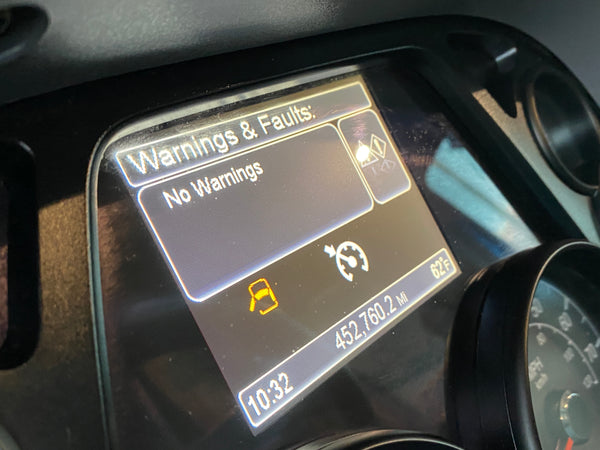 Warnings & Faults:
No Warnings
452,760.2 MI
10:32
62°F